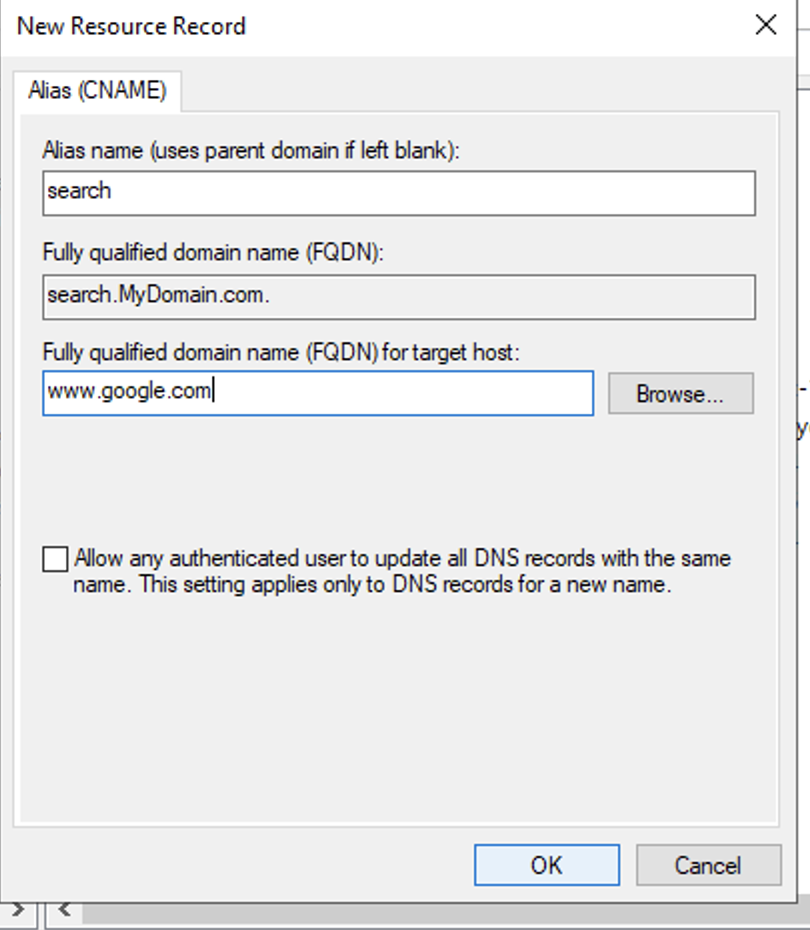 New Resource Record
Alias (CNAME)
Alias name (uses parent domain if left blank):
search
Fully qualified domain name (FQDN):
search.MyDomain.com.
Fully qualified domain name (FQDN) for target host:
www.google.com
Browse...
Allow any authenticated user to update all DNS records with the same
name. This setting applies only to DNS records for a new name.
OK
Cancel